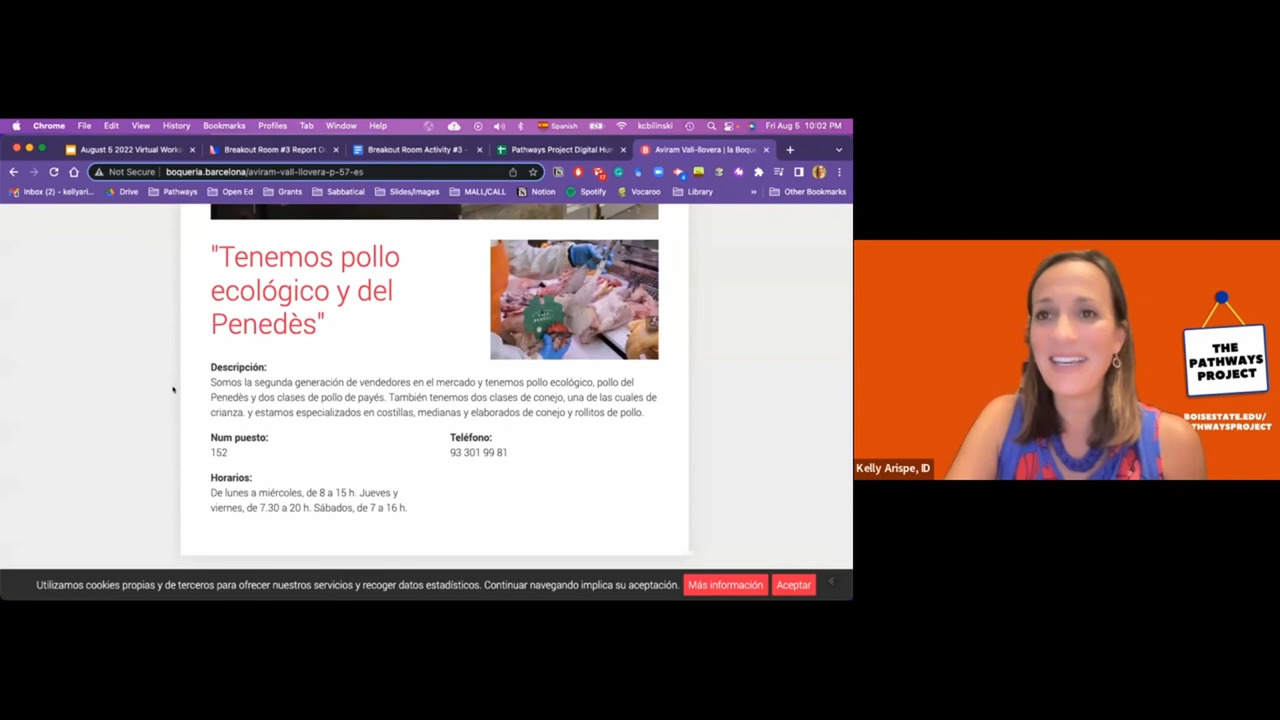 Chrome File Edit View History Bookmarks Profiles Tab Window Help Spanish kcbilinski Fri Aug 5 10:02 PM
August 5 2022 Virtual Works Breakout Room #3 Report O Breakout Room Activity #3 - Pathways Project Digital Hum Aviram Vall-llovera | la Boqu
Not Secure boqueria.barcelona/aviram-vall-llovera-p-57-es
Inbox (2) - kellyari... Drive Pathways Open Ed Grants Sabbatical Slides/Images MALL/CALL Notion Spotify Vocaroo Library » Other Bookmarks
"Tenemos pollo
ecológico y del
Penedès"
Descripción:
Somos la segunda generación de vendedores en el mercado y tenemos pollo ecológico, pollo del
Penedès y dos clases de pollo de payés. También tenemos dos clases de conejo, una de las cuales de
crianza. y estamos especializados en costillas, medianas y elaborados de conejo y rollitos de pollo.
Num puesto: Teléfono:
152 93 301 99 81
Horarios:
De lunes a miércoles, de 8 a 15 h. Jueves y
viernes, de 7.30 a 20 h. Sábados, de 7 a 16 h.
Utilizamos cookies propias y de terceros para ofrecer nuestros servicios y recoger datos estadísticos. Continuar navegando implica su aceptación. Más información Aceptar
THE
PATHWAYS
PROJECT
BOISESTATE.EDU/
THWAYSPROJECT
Kelly Arispe, ID